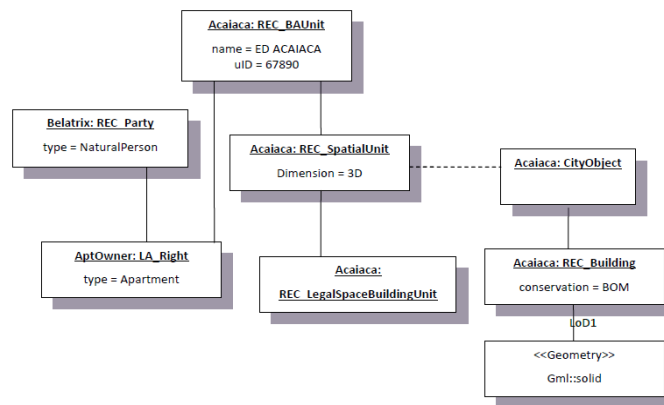 Acaiaca: REC_BAUnit
name = ED ACAIACA
uID = 67890
Belatrix: REC_Party
type = NaturalPerson
Acaiaca: REC_SpatialUnit
Dimension = 3D
Acaiaca: CityObject
AptOwner: LA_Right
type = Apartment
Acaiaca:
REC_LegalSpaceBuildingUnit
Acaiaca: REC_Building
conservation = BOM
LoD1
<<Geometry>>
Gml::solid